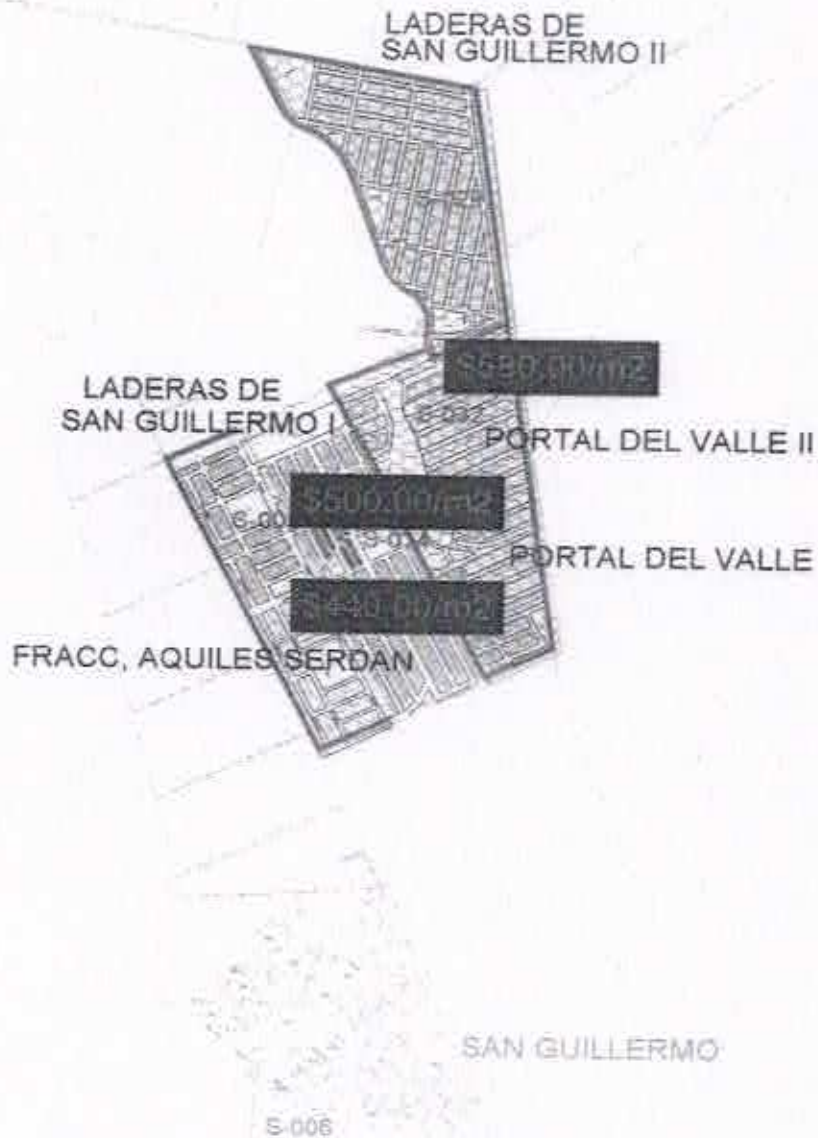 LADERAS DE
SAN GUILLERMO II
$580.00/m2
LADERAS DE
SAN GUILLERMO I
PORTAL DEL VALLE II
$500.00/m2
PORTAL DEL VALLE
$440.00/m2
FRACC, AQUILES SERDAN
SAN GUILLERMO
S-006